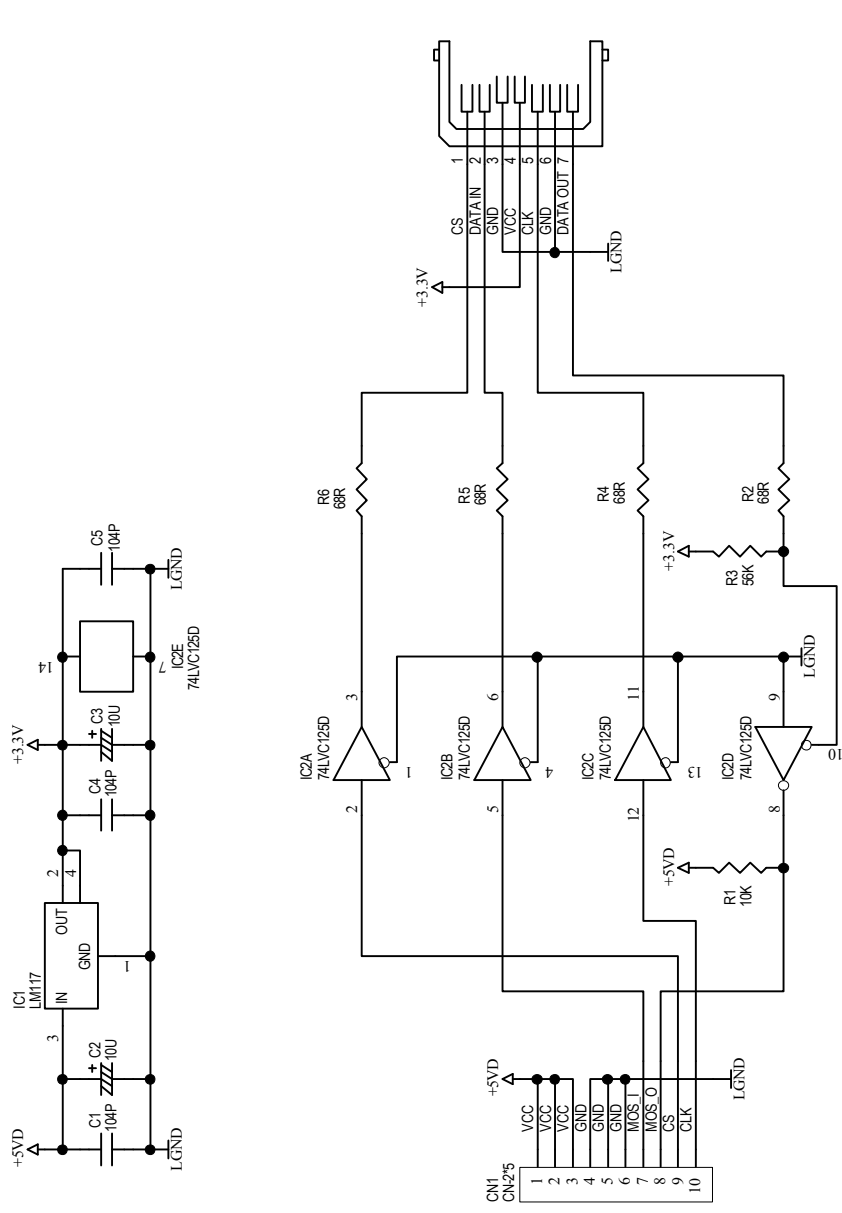 1
2
3
4
5
6
7
CS
DATA IN
GND
VCC
CLK
GND
DATA OUT
+3.3V
LGND
R6
68R
R5
68R
R4
68R
R2
68R
+3.3V
R3
56K
C5
104P
LGND
14
7
IC2E
74LVC125D
+3.3V
C3
+
10U
C4
104P
IC1
LM117
IN
OUT
GND
3
2
4
1
C2
+
10U
C1
104P
+5VD
LGND
IC2A
74LVC125D
2
3
1
IC2B
74LVC125D
5
6
4
IC2C
74LVC125D
12
11
13
IC2D
74LVC125D
8
9
10
LGND
+5VD
R1
10K
+5VD
LGND
CN1
CN-2*5
VCC
VCC
VCC
GND
GND
GND
MOS_I
MOS_O
CS
CLK
1
2
3
4
5
6
7
8
9
10